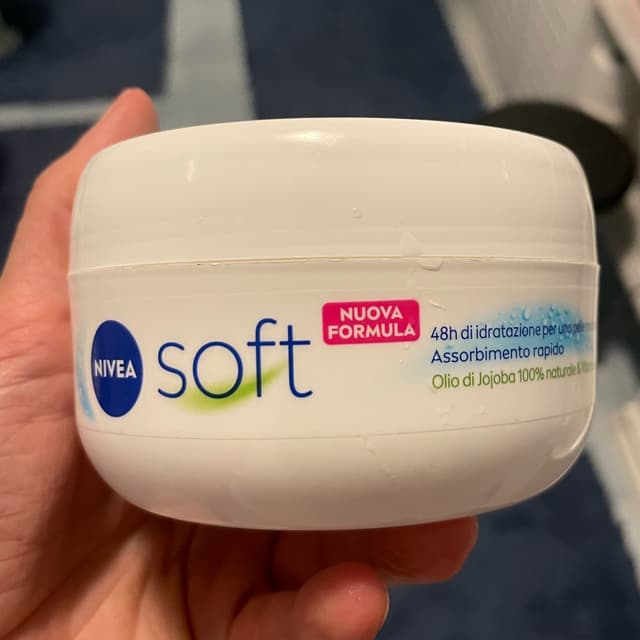 NIVEA
soft
NUOVA
FORMULA
48h di idratazione per una
Assorbimento rapido
Olio di Jojoba 100% naturale &